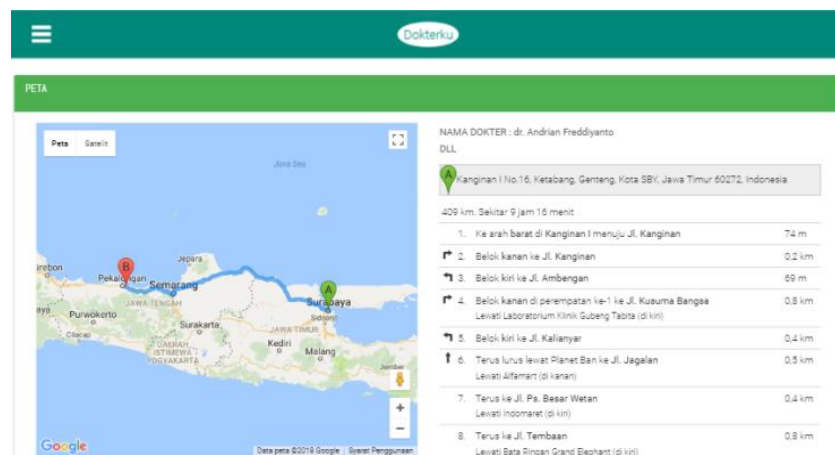 Dokterku
PETA
Peta Satelit
Java Sea
Jepara
Pekalongan
Semarang
Surabaya
JAWA TENGAH
Purwokerto
Surakarta
JAWA TIMUR
Cilacap
Kediri
Malang
DAERAH
ISTIMEWA
YOGYAKARTA
Jember
Google
Data peta ©2019 Google Syarat Penggunaan
NAMA DOKTER : dr. Andrian Freddiyanto
DLL
A
B
A
Kanginan I No.16, Ketabang, Genteng, Kota SBY, Jawa Timur 60272, Indonesia
409 km. Sekitar 9 jam 16 menit
1. Ke arah barat di Kanginan I menuju Jl. Kanginan 74 m
2. Belok kanan ke Jl. Kanginan 0,2 km
3. Belok kiri ke Jl. Ambengan 69 m
4. Belok kanan di perempatan ke-1 ke Jl. Kusuma Bangsa 0,8 km
Lewati Laboratorium Klinik Gubeng Tabita (di kiri)
5. Belok kiri ke Jl. Kalianyar 0,4 km
6. Terus lurus lewat Planet Ban ke Jl. Jagalan 0,5 km
Lewati Alfamart (di kanan)
7. Terus ke Jl. Ps. Besar Wetan 0,4 km
Lewati Indomaret (di kiri)
8. Terus ke Jl. Tembaan 0,8 km
Lewati Bata Ringan Grand Elephant (di kiri)